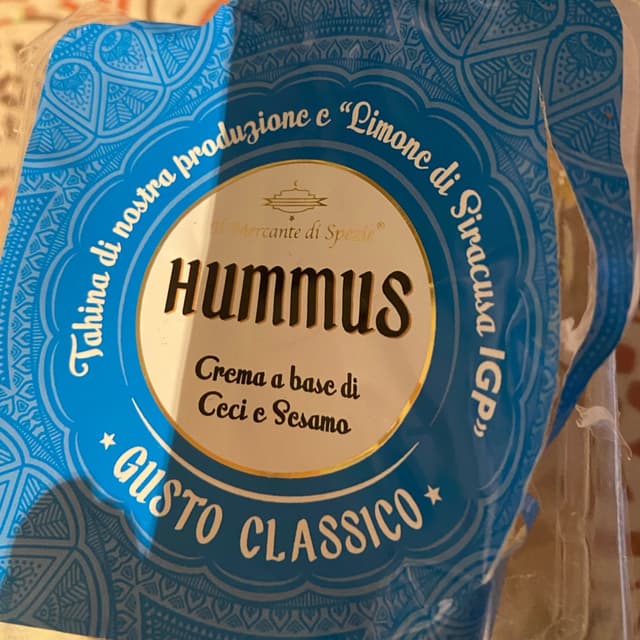 Tahina di nostra produzione e "Limone di Siracusa IGP"
il Mercante di Spezie®
HUMMUS
Crema a base di
Ceci e Sesamo
★ GUSTO CLASSICO ★